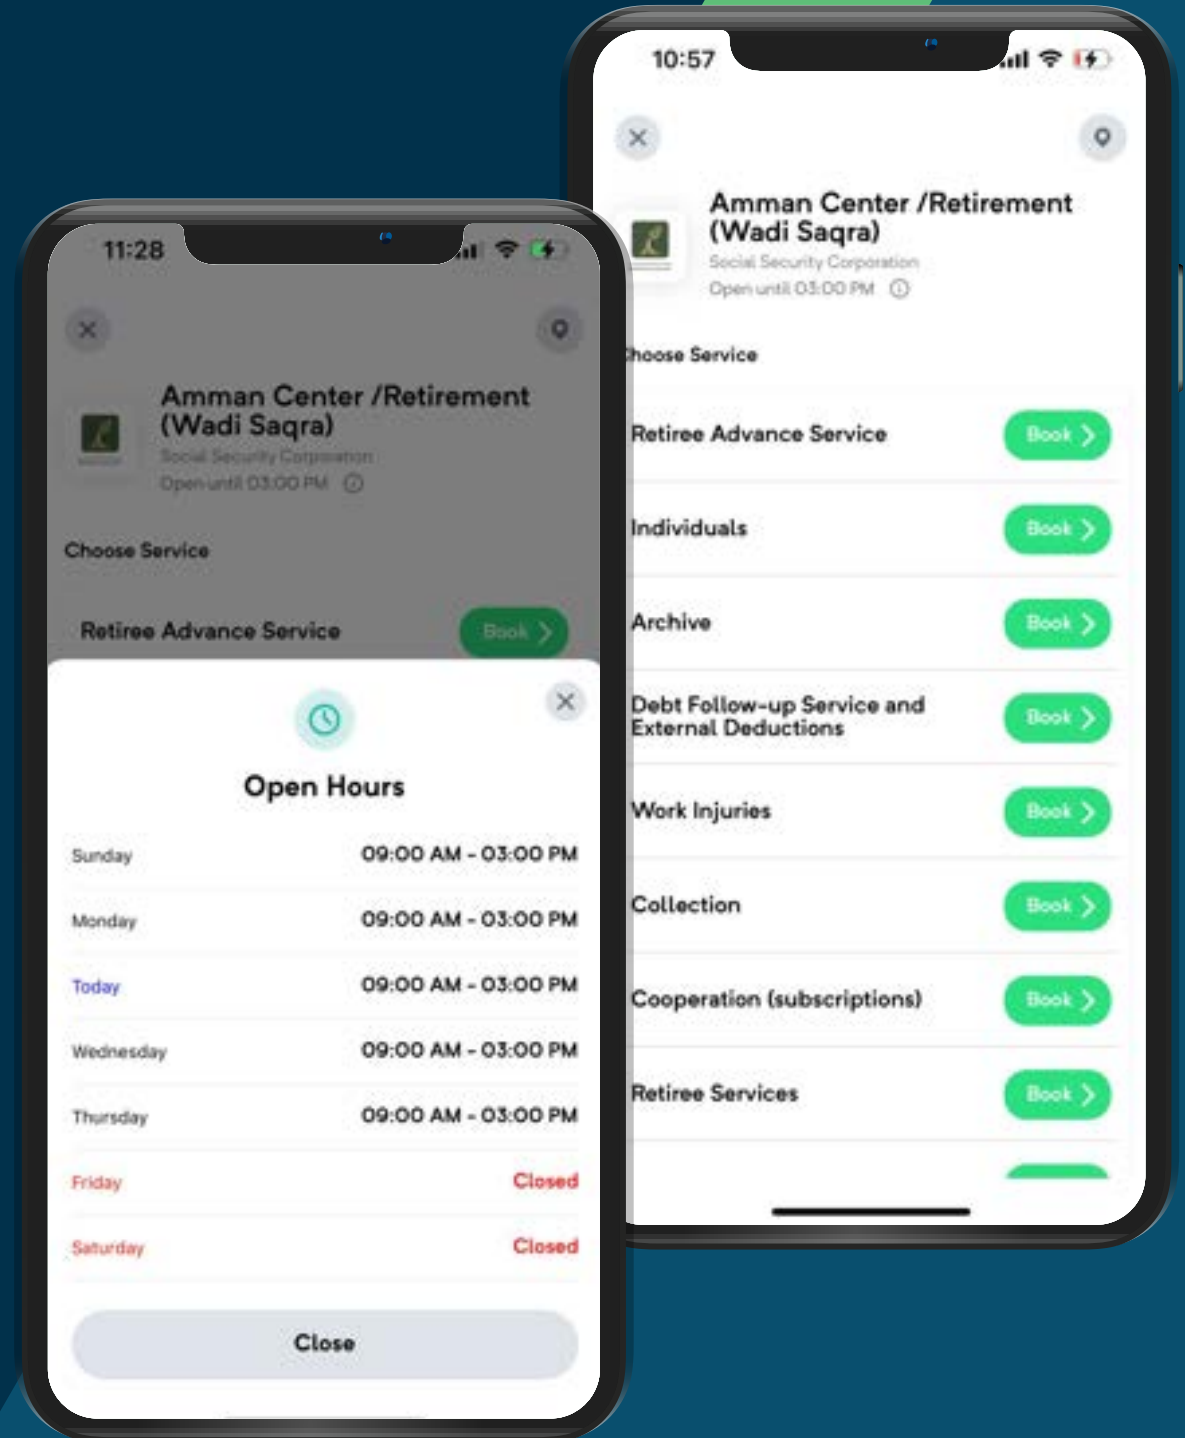 11:28
Amman Center /Retirement
(Wadi Saqra)
Social Security Corporation
Open until 03:00 PM
Choose Service
Retiree Advance Service
Book
Open Hours
Sunday 09:00 AM - 03:00 PM
Monday 09:00 AM - 03:00 PM
Today 09:00 AM - 03:00 PM
Wednesday 09:00 AM - 03:00 PM
Thursday 09:00 AM - 03:00 PM
Friday Closed
Saturday Closed
Close
10:57
Amman Center /Retirement
(Wadi Saqra)
Social Security Corporation
Open until 03:00 PM
Choose Service
Retiree Advance Service Book
Individuals Book
Archive Book
Debt Follow-up Service and
External Deductions
Book
Work Injuries Book
Collection Book
Cooperation (subscriptions) Book
Retiree Services Book